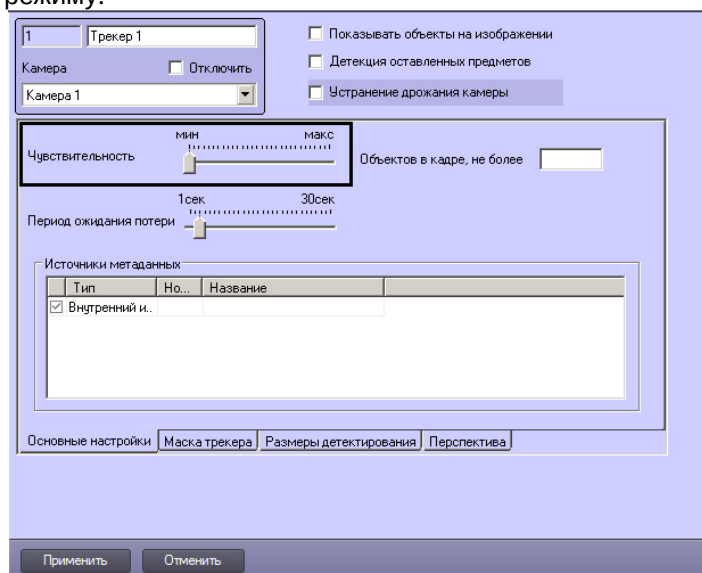 режиму.
1 Трекер 1
Показывать объекты на изображении
Камера Отключить
Детекция оставленных предметов
Камера 1
Устранение дрожания камеры
мин макс
Чувствительность
Объектов в кадре, не более
1сек 30сек
Период ожидания потери
Источники метаданных
Тип Но... Название
Внутренний и..
Основные настройки Маска трекера Размеры детектирования Перспектива
Применить Отменить